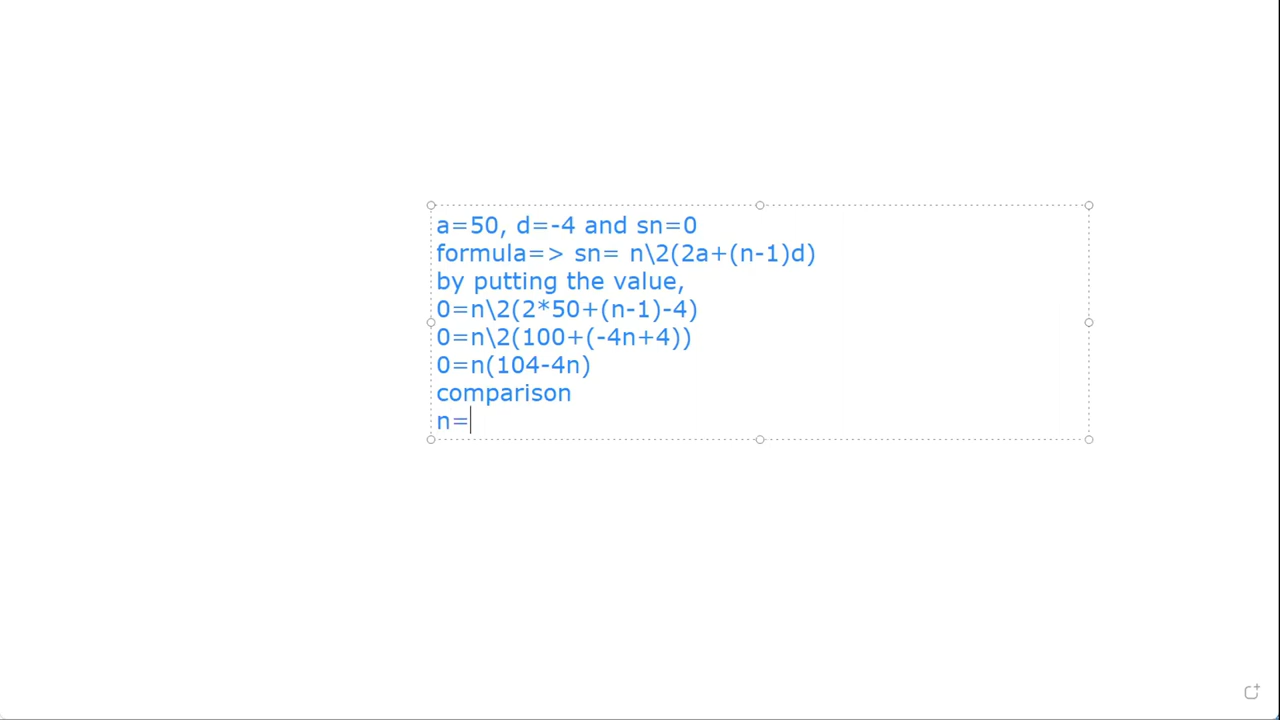 a=50, d=-4 and sn=0
formula=> sn= n\2(2a+(n-1)d)
by putting the value,
0=n\2(2*50+(n-1)-4)
0=n\2(100+(-4n+4))
0=n(104-4n)
comparison
n=